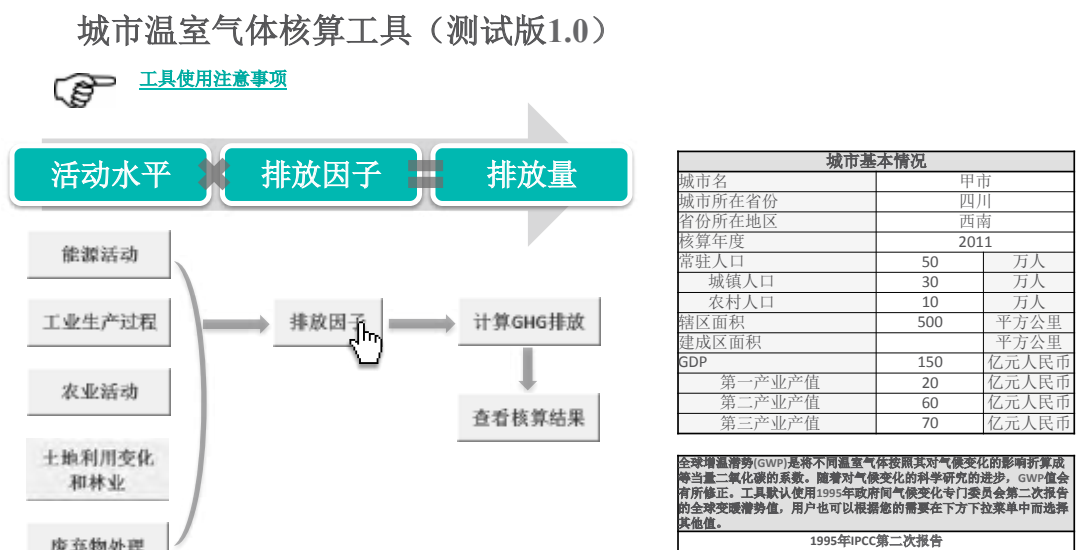 城市温室气体核算工具（测试版1.0）
工具使用注意事项
活动水平 × 排放因子 = 排放量
能源活动
工业生产过程
农业活动
土地利用变化
和林业
废弃物处理
排放因子
计算GHG排放
查看核算结果
城市基本情况
城市名 甲市
城市所在省份 四川
省份所在地区 西南
核算年度 2011
常驻人口 50 万人
城镇人口 30 万人
农村人口 10 万人
辖区面积 500 平方公里
建成区面积 平方公里
GDP 150 亿元人民币
第一产业产值 20 亿元人民币
第二产业产值 60 亿元人民币
第三产业产值 70 亿元人民币
全球增温潜势(GWP)是将不同温室气体按照其对气候变化的影响折算成
等当量二氧化碳的系数。随着对气候变化的科学研究的进步，GWP值会
有所修正。工具默认使用1995年政府间气候变化专门委员会第二次报告
的全球变暖潜势值，用户也可以根据您的需要在下方下拉菜单中而选择
其他值。
1995年IPCC第二次报告